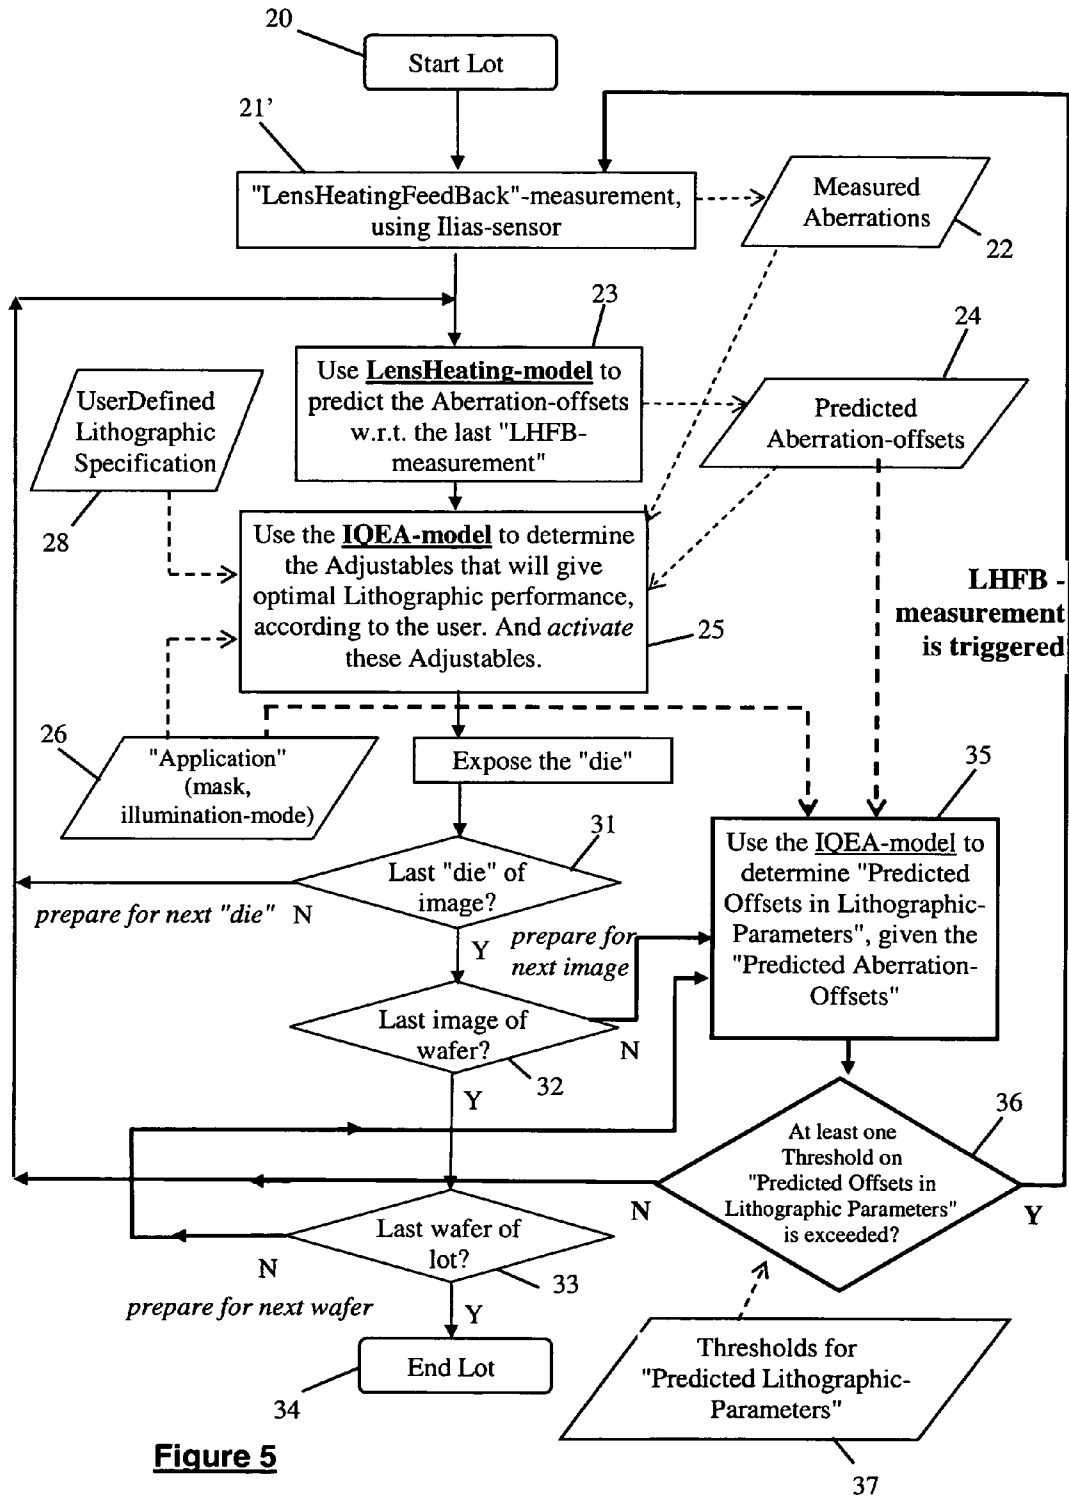 20
Start Lot
21'
"LensHeatingFeedBack"-measurement,
using Ilias-sensor
Measured
Aberrations
22
23
Use LensHeating-model to
predict the Aberration-offsets
w.r.t. the last "LHFB-
measurement"
24
Predicted
Aberration-offsets
UserDefined
Lithographic
Specification
28
Use the IQEA-model to determine
the Adjustables that will give
optimal Lithographic performance,
according to the user. And activate
these Adjustables.
25
LHFB -
measurement
is triggered
26
"Application"
(mask,
illumination-mode)
Expose the "die"
35
Use the IQEA-model to
determine "Predicted
Offsets in Lithographic-
Parameters", given the
"Predicted Aberration-
Offsets"
31
Last "die" of
image?
prepare for next "die"
N
Y
prepare for
next image
Last image of
wafer?
N
32
Y
36
At least one
Threshold on
"Predicted Offsets in
Lithographic Parameters"
is exceeded?
N
Y
Last wafer of
lot?
N
33
prepare for next wafer
Y
End Lot
34
Thresholds for
"Predicted Lithographic-
Parameters"
37
Figure 5